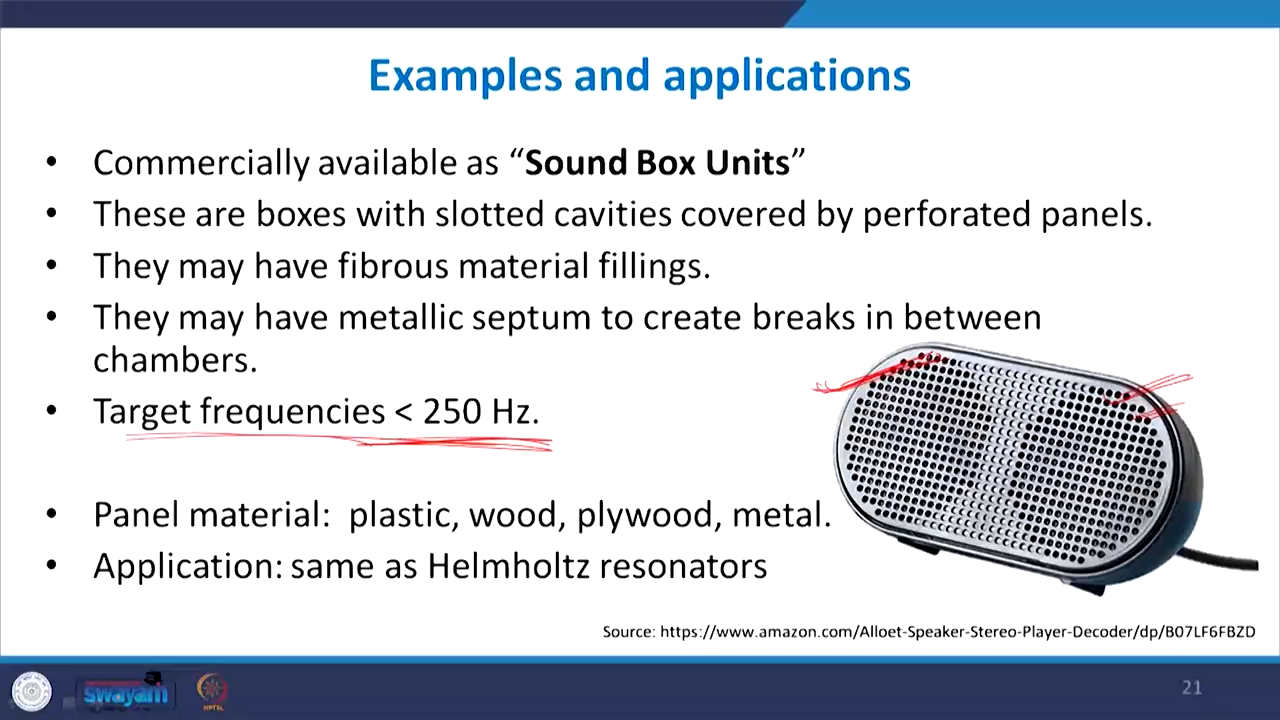 Examples and applications
• Commercially available as “Sound Box Units”
• These are boxes with slotted cavities covered by perforated panels.
• They may have fibrous material fillings.
• They may have metallic septum to create breaks in between
chambers.
• Target frequencies < 250 Hz.
• Panel material: plastic, wood, plywood, metal.
• Application: same as Helmholtz resonators
Source: https://www.amazon.com/Alloet-Speaker-Stereo-Player-Decoder/dp/B07LF6FBZD
swayam
NPTEL
21